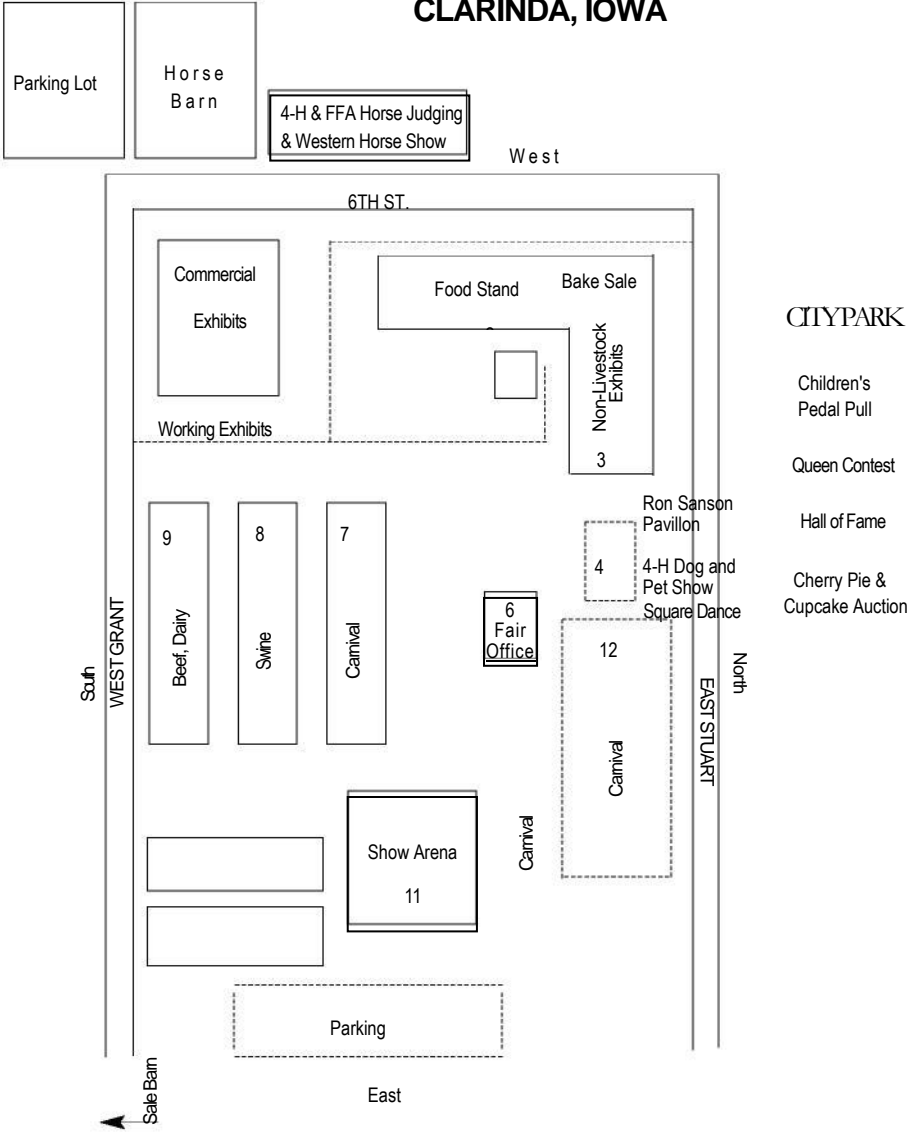 CLARINDA, IOWA
Parking Lot
Horse
Barn
4-H & FFA Horse Judging
& Western Horse Show
West
6TH ST.
Commercial
Exhibits
Food Stand
Bake Sale
Non-Livestock
Exhibits
3
Working Exhibits
CITYPARK
Children's
Pedal Pull
Queen Contest
Hall of Fame
Cherry Pie &
Cupcake Auction
Ron Sanson
Pavillon
4
4-H Dog and
Pet Show
Square Dance
9
Beef, Dairy
8
Swine
7
Carnival
6
Fair
Office
12
Carnival
South
WEST GRANT
North
EAST STUART
Carnival
Show Arena
11
Parking
East
Sale Barn